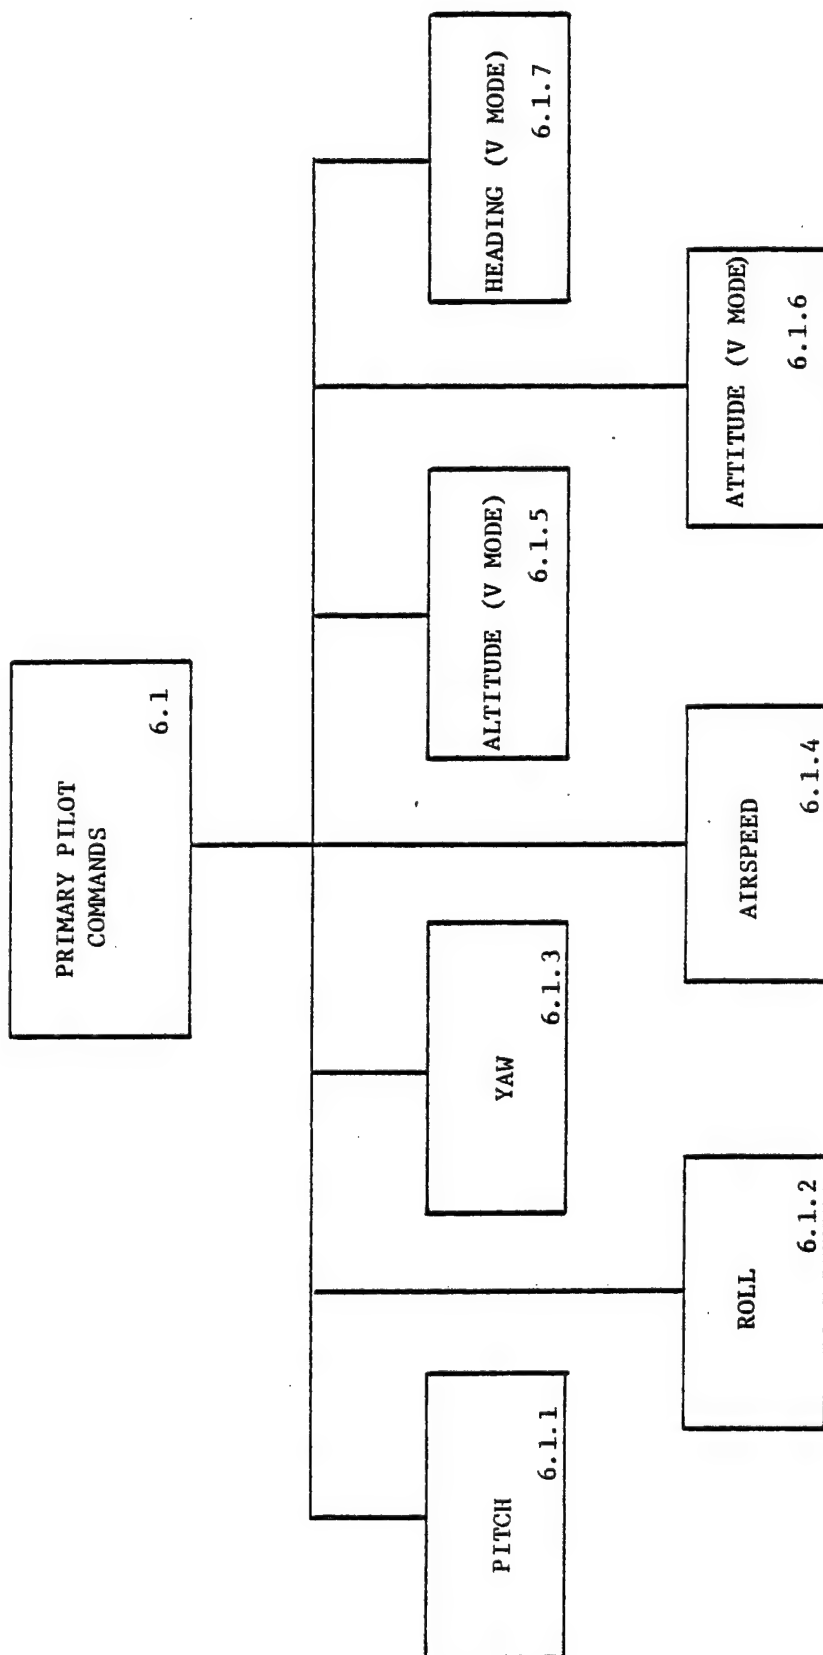 PRIMARY PILOT
COMMANDS
6.1
PITCH
6.1.1
ROLL
6.1.2
YAW
6.1.3
AIRSPEED
6.1.4
ALTITUDE (V MODE)
6.1.5
ATTITUDE (V MODE)
6.1.6
HEADING (V MODE)
6.1.7